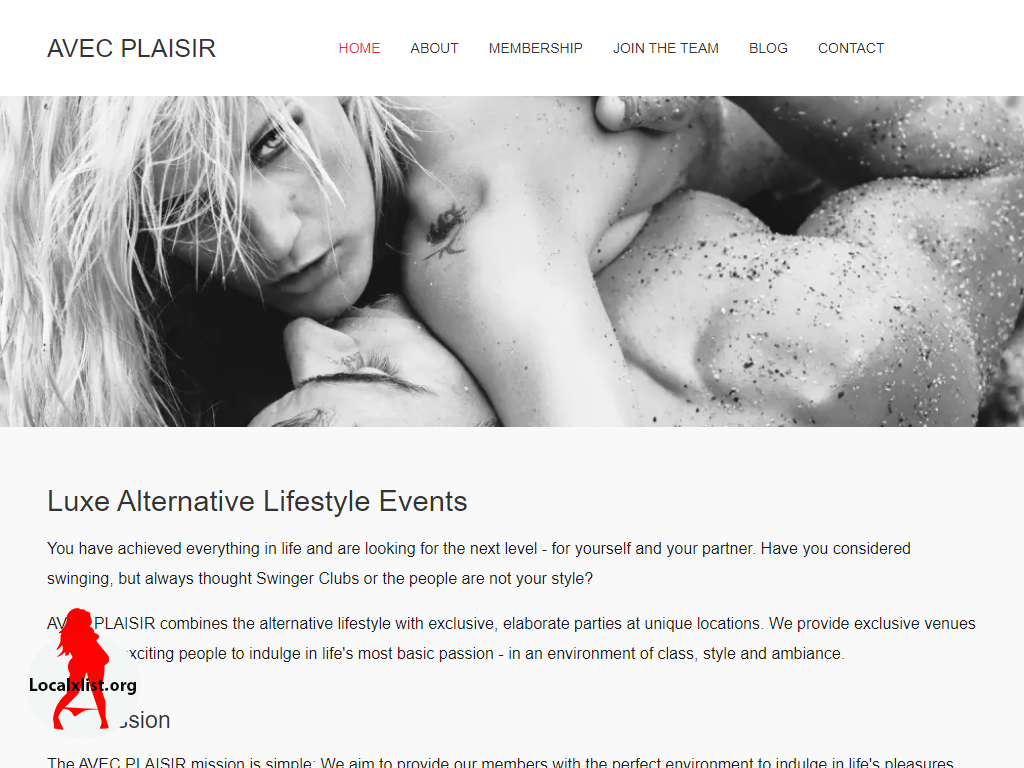 AVEC PLAISIR
HOME ABOUT MEMBERSHIP JOIN THE TEAM BLOG CONTACT
Luxe Alternative Lifestyle Events
You have achieved everything in life and are looking for the next level - for yourself and your partner. Have you considered
swinging, but always thought Swinger Clubs or the people are not your style?
PLAISIR combines the alternative lifestyle with exclusive, elaborate parties at unique locations. We provide exclusive venues
exciting people to indulge in life's most basic passion - in an environment of class, style and ambiance.
Localxlist.org
The AVEC PLAISIR mission is simple: We aim to provide our members with the perfect environment to indulge in life's pleasures